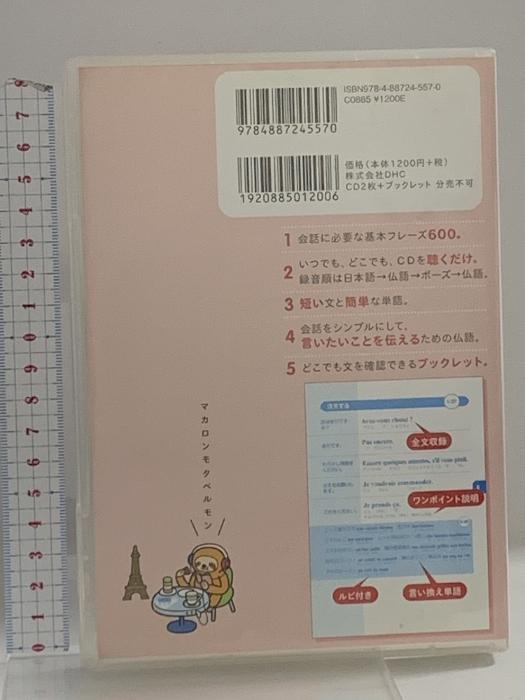 ISBN978-4-88724-557-0
C0885 ¥1200E
9784887245570
価格(本体1200円+税)
株式会社DHC
CD2枚+ブックレット 分売不可
1920885012006
1 会話に必要な基本フレーズ600。
2 いつでも、どこでも、CDを聴くだけ。
録音順は日本語→仏語→ポーズ→仏語。
3 短い文と簡単な単語。
4 会話をシンプルにして、
言いたいことを伝えるための仏語。
5 どこでも文を確認できるブックレット。
注文する
Avez-vous choisi ?
全文収録
Pas encore.
Encore quelques minutes, s'il vous plaît.
Je voudrais commander.
ワンポイント説明
Je prends ça.
ルビ付き
言い換え単語
マカロンモタベルモン